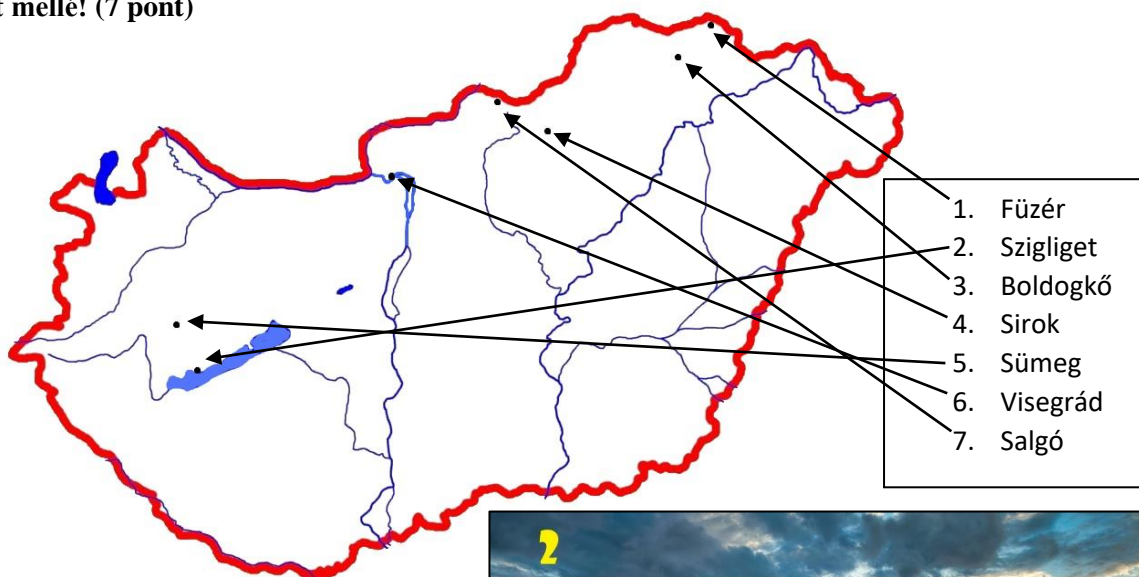 t mellé! (7 pont)
1. Füzér
2. Szigliget
3. Boldogkő
4. Sirok
5. Sümeg
6. Visegrád
7. Salgó
2